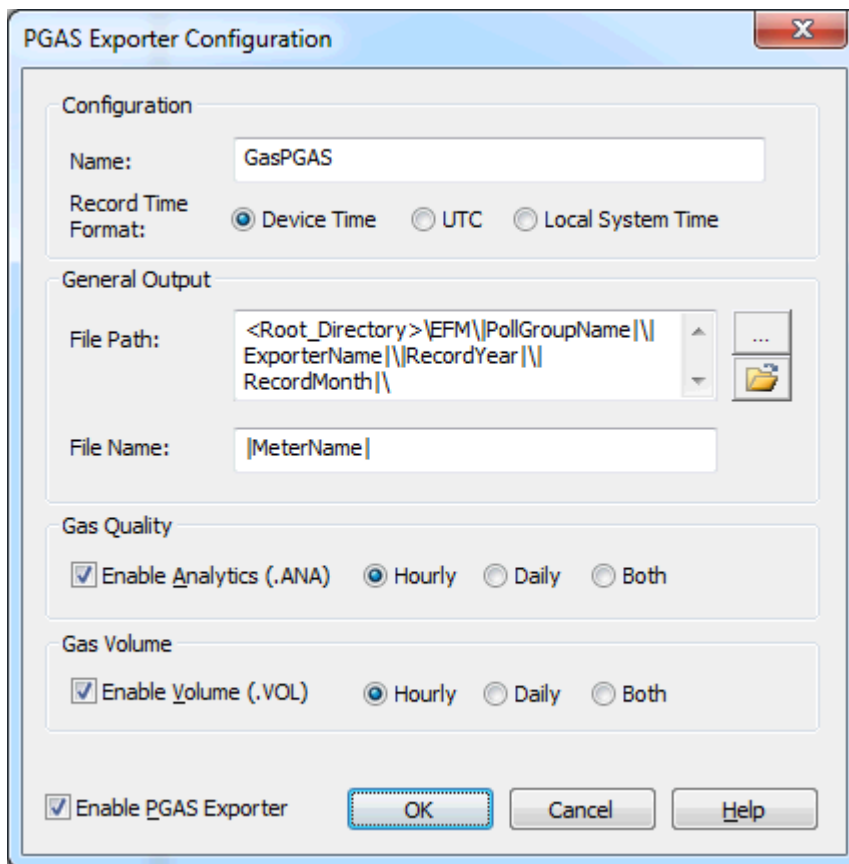 PGAS Exporter Configuration
Configuration
Name:
GasPGAS
Record Time
Format:
Device Time
UTC
Local System Time
General Output
File Path:
<Root_Directory>\EFM\|PollGroupName|\|
ExporterName|\|RecordYear|\|
RecordMonth|\
...
File Name:
|MeterName|
Gas Quality
Enable Analytics (.ANA)
Hourly
Daily
Both
Gas Volume
Enable Volume (.VOL)
Hourly
Daily
Both
Enable PGAS Exporter
OK
Cancel
Help